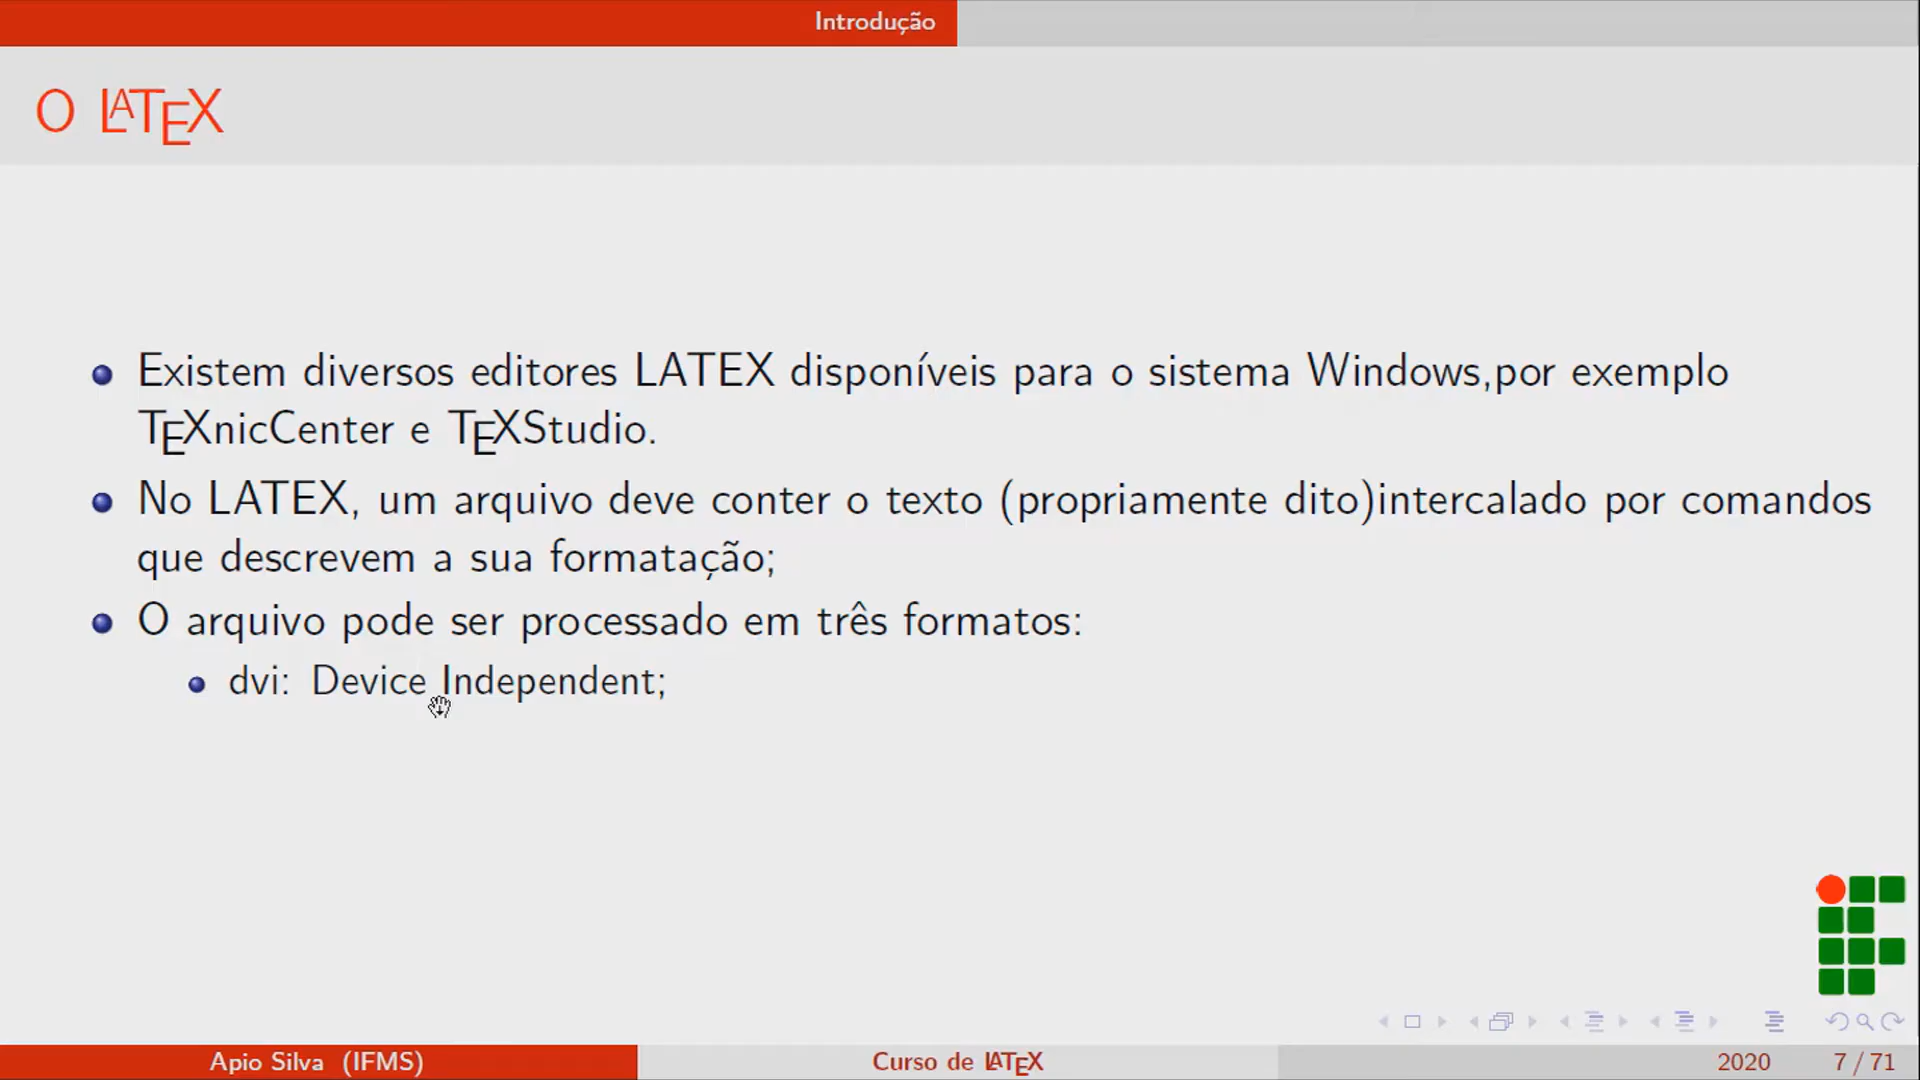 Introdução
O LATEX
Existem diversos editores LATEX disponíveis para o sistema Windows,por exemplo
TEXnicCenter e TEXStudio.
No LATEX, um arquivo deve conter o texto (propriamente dito)intercalado por comandos
que descrevem a sua formatação;
O arquivo pode ser processado em três formatos:
dvi: Device Independent;
Apio Silva (IFMS)
Curso de LATEX
2020
7 / 71